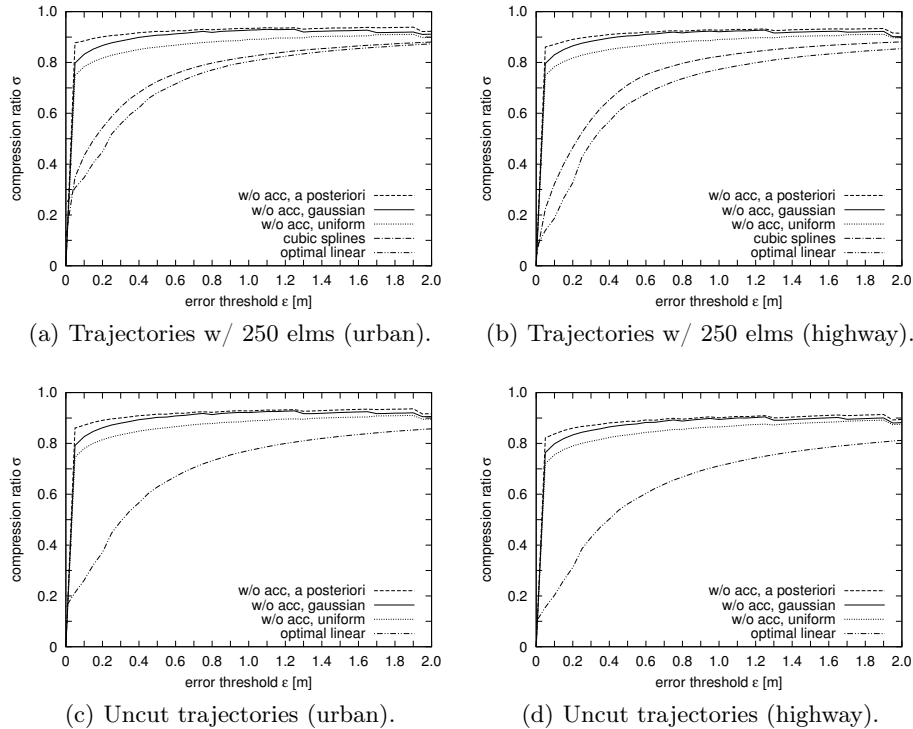 1.0
0.8
0.6
0.4
0.2
0
compression ratio σ
w/o acc, a posteriori
w/o acc, gaussian
w/o acc, uniform
cubic splines
optimal linear
0 0.2 0.4 0.6 0.8 1.0 1.2 1.4 1.6 1.8 2.0
error threshold ε [m]
(a) Trajectories w/ 250 elms (urban).
1.0
0.8
0.6
0.4
0.2
0
compression ratio σ
w/o acc, a posteriori
w/o acc, gaussian
w/o acc, uniform
cubic splines
optimal linear
0 0.2 0.4 0.6 0.8 1.0 1.2 1.4 1.6 1.8 2.0
error threshold ε [m]
(b) Trajectories w/ 250 elms (highway).
1.0
0.8
0.6
0.4
0.2
0
compression ratio σ
w/o acc, a posteriori
w/o acc, gaussian
w/o acc, uniform
optimal linear
0 0.2 0.4 0.6 0.8 1.0 1.2 1.4 1.6 1.8 2.0
error threshold ε [m]
(c) Uncut trajectories (urban).
1.0
0.8
0.6
0.4
0.2
0
compression ratio σ
w/o acc, a posteriori
w/o acc, gaussian
w/o acc, uniform
optimal linear
0 0.2 0.4 0.6 0.8 1.0 1.2 1.4 1.6 1.8 2.0
error threshold ε [m]
(d) Uncut trajectories (highway).